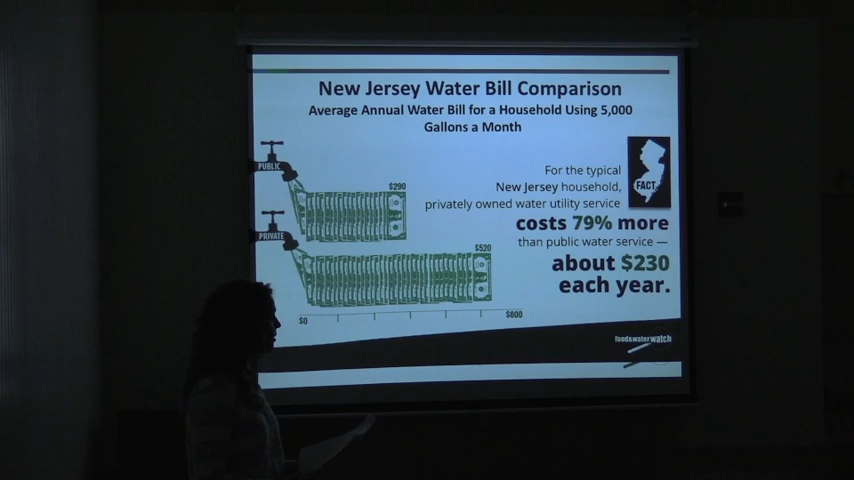 New Jersey Water Bill Comparison
Average Annual Water Bill for a Household Using 5,000
Gallons a Month
PUBLIC
$290
PRIVATE
$520
$0
$600
For the typical
New Jersey household,
privately owned water utility service
costs 79% more
than public water service —
about $230
each year.
FACT
food&waterwatch